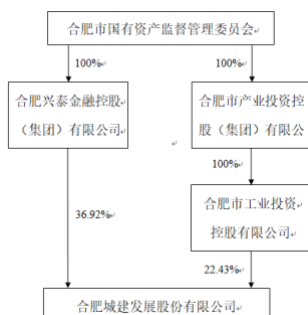 合肥市国有资产监督管理委员会
100%
100%
合肥兴泰金融控股
（集团）有限公司
合肥市产业投资控
股（集团）有限公
100%
合肥市工业投资
控股有限公司
36.92%
22.43%
合肥城建发展股份有限公司